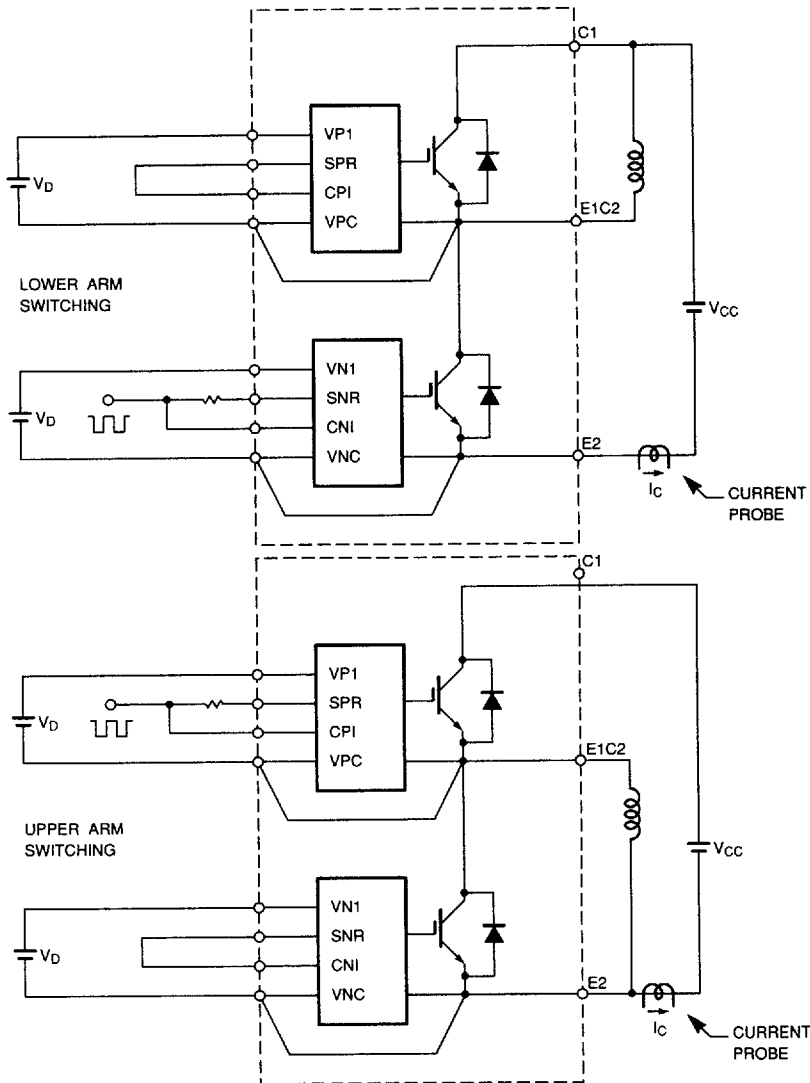 C1
VP1
SPR
CPI
VPC
VD
E1C2
LOWER ARM
SWITCHING
VCC
VN1
SNR
CNI
VNC
VD
E2
IC
CURRENT
PROBE
C1
VP1
SPR
CPI
VPC
VD
E1C2
UPPER ARM
SWITCHING
VCC
VN1
SNR
CNI
VNC
VD
E2
IC
CURRENT
PROBE